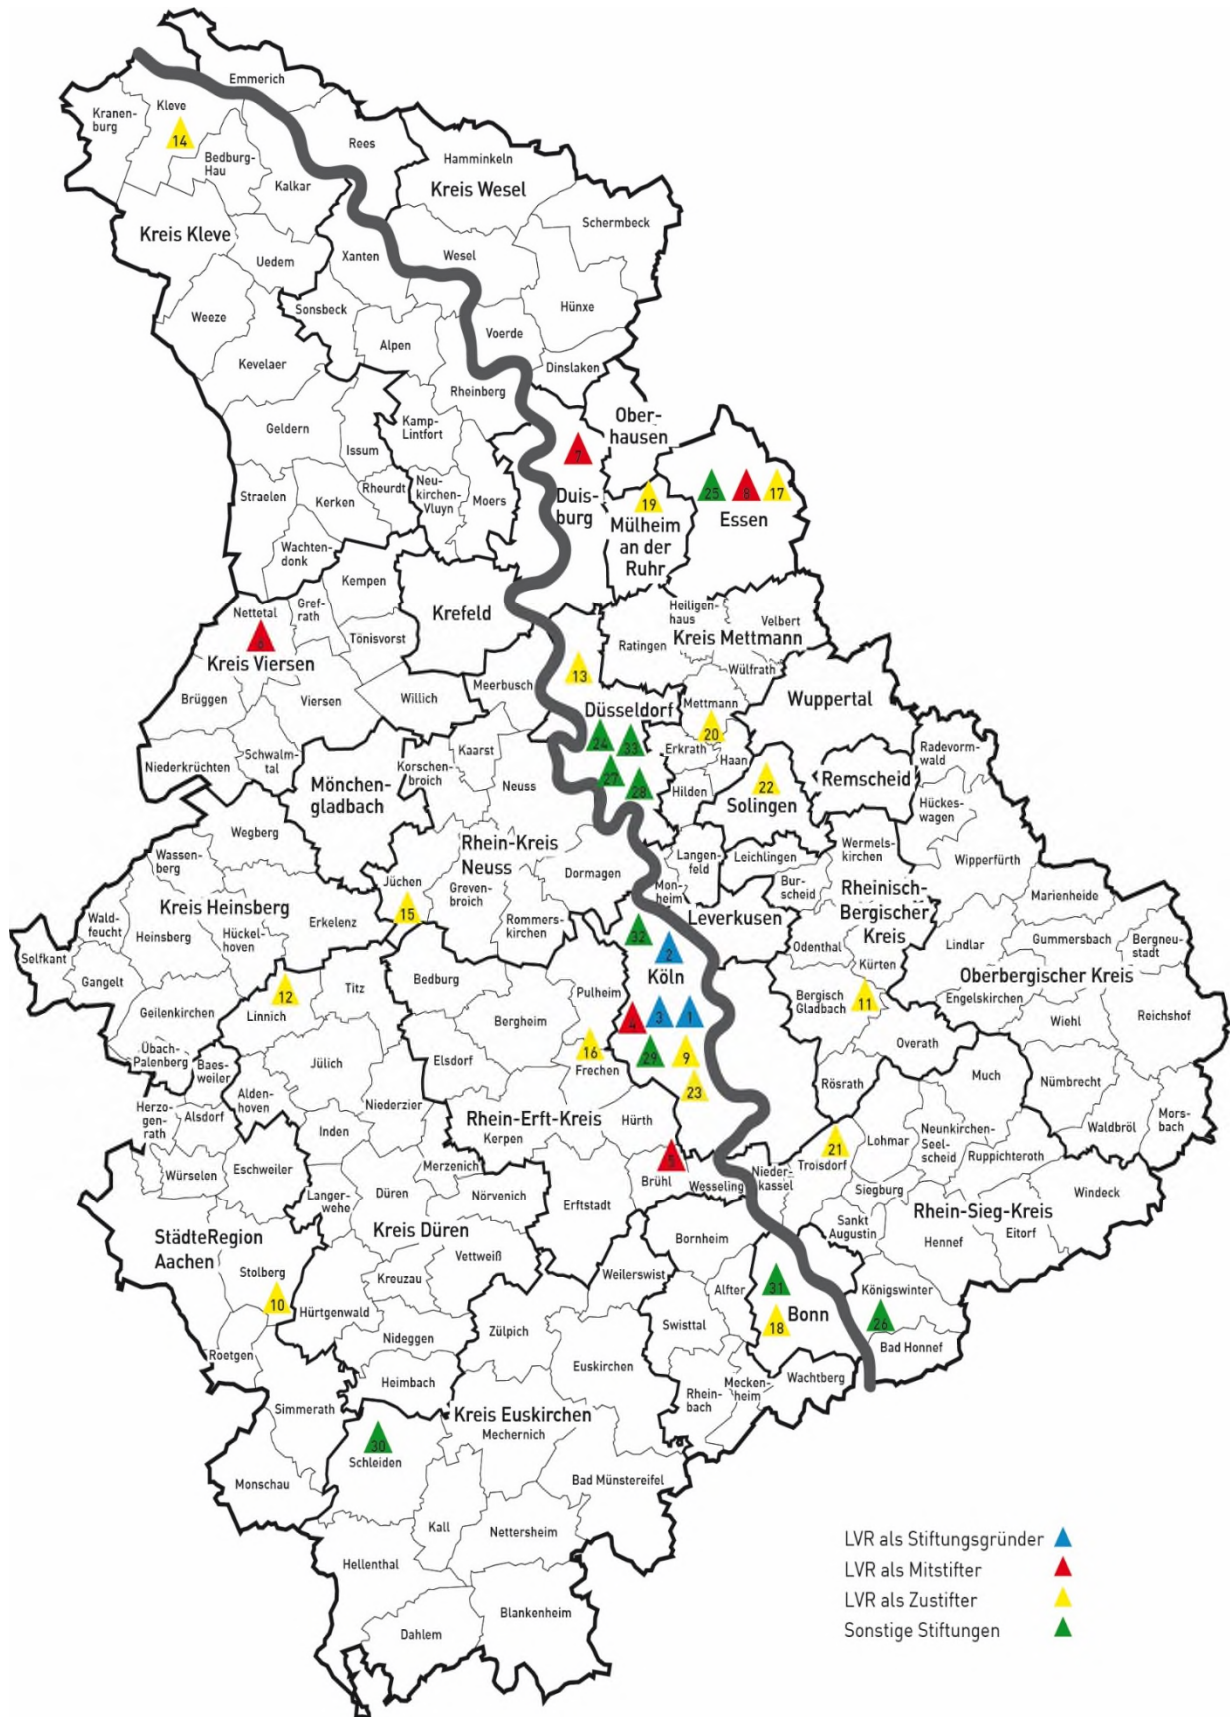 Emmerich
Kranen-
burg
Kleve
14
Bedburg-
Hau
Rees
Kalkar
Hamminkeln
Kreis Wesel
Schermbeck
Kreis Kleve
Uedem
Xanten
Wesel
Weeze
Sonsbeck
Hünxe
Alpen
Voerde
Kevelaer
Dinslaken
Rheinberg
Geldern
Issum
Kamp-
Lintfort
Ober-
hausen
7
Duis-
burg
Straelen
Kerken
Rheurdt
Neu-
kirchen-
Vluyn
Moers
19
Mülheim
an der
Ruhr
25
8
17
Essen
Wachten-
donk
Kempen
Nettetal
Gref-
rath
Krefeld
6
Kreis Viersen
Tönisvorst
Heiligen-
haus
Velbert
Ratingen
Kreis Mettmann
Wülfrath
Brüggen
Viersen
Willich
Meerbusch
13
Düsseldorf
Mettmann
20
Wuppertal
Niederkrüchten
Schwalm-
tal
Mönchen-
gladbach
Korschen-
broich
Kaarst
Neuss
24
33
27
28
Erkrath
Haan
Hilden
22
Solingen
Remscheid
Radevorm-
wald
Hückes-
wagen
Wegberg
Wassen-
berg
Rhein-Kreis
Neuss
Dormagen
Langen-
feld
Leichlingen
Wermels-
kirchen
Wipperfürth
Jüchen
15
Greven-
broich
Rommers-
kirchen
Mon-
heim
Bur-
scheid
Rheinisch-
Bergischer
Kreis
Marienheide
Kreis Heinsberg
Wald-
feucht
Heinsberg
Hückel-
hoven
Erkelenz
Leverkusen
Selfkant
Gangelt
32
2
Köln
Odenthal
Kürten
Lindlar
Gummersbach
Bergneu-
stadt
Oberbergischer Kreis
Bedburg
Titz
12
Linnich
Geilenkirchen
Pulheim
Bergheim
4
3
1
Bergisch
Gladbach
11
Engelskirchen
Wiehl
Reichshof
Übach-
Palenberg
Baes-
weiler
Jülich
Elsdorf
16
Frechen
29
9
23
Overath
Rösrath
Much
Nümbrecht
Herzo-
gen-
rath
Alsdorf
Alden-
hoven
Niederzier
Rhein-Erft-Kreis
Hürth
Kerpen
Inden
Lohmar
Neunkirchen-
Seel-
scheid
Ruppichteroth
Waldbröl
Mors-
bach
Würselen
Eschweiler
Merzenich
5
Brühl
Wesseling
Nieder-
kassel
21
Troisdorf
Siegburg
Windeck
Langer-
wehe
Düren
Nörvenich
Erftstadt
Rhein-Sieg-Kreis
Sankt
Augustin
Hennef
Eitorf
StädteRegion
Aachen
Kreis Düren
Vettweiß
Bornheim
Stolberg
10
Kreuzau
Weilerswist
Alfter
31
Bonn
18
Königswinter
26
Bad Honnef
Hürtgenwald
Nideggen
Zülpich
Swisttal
Roetgen
Heimbach
Euskirchen
Rhein-
bach
Mecken-
heim
Wachtberg
Simmerath
Kreis Euskirchen
Mechernich
30
Schleiden
Monschau
Bad Münstereifel
Kall
Nettersheim
Hellenthal
Blankenheim
Dahlem
LVR als Stiftungsgründer
LVR als Mitstifter
LVR als Zustifter
Sonstige Stiftungen